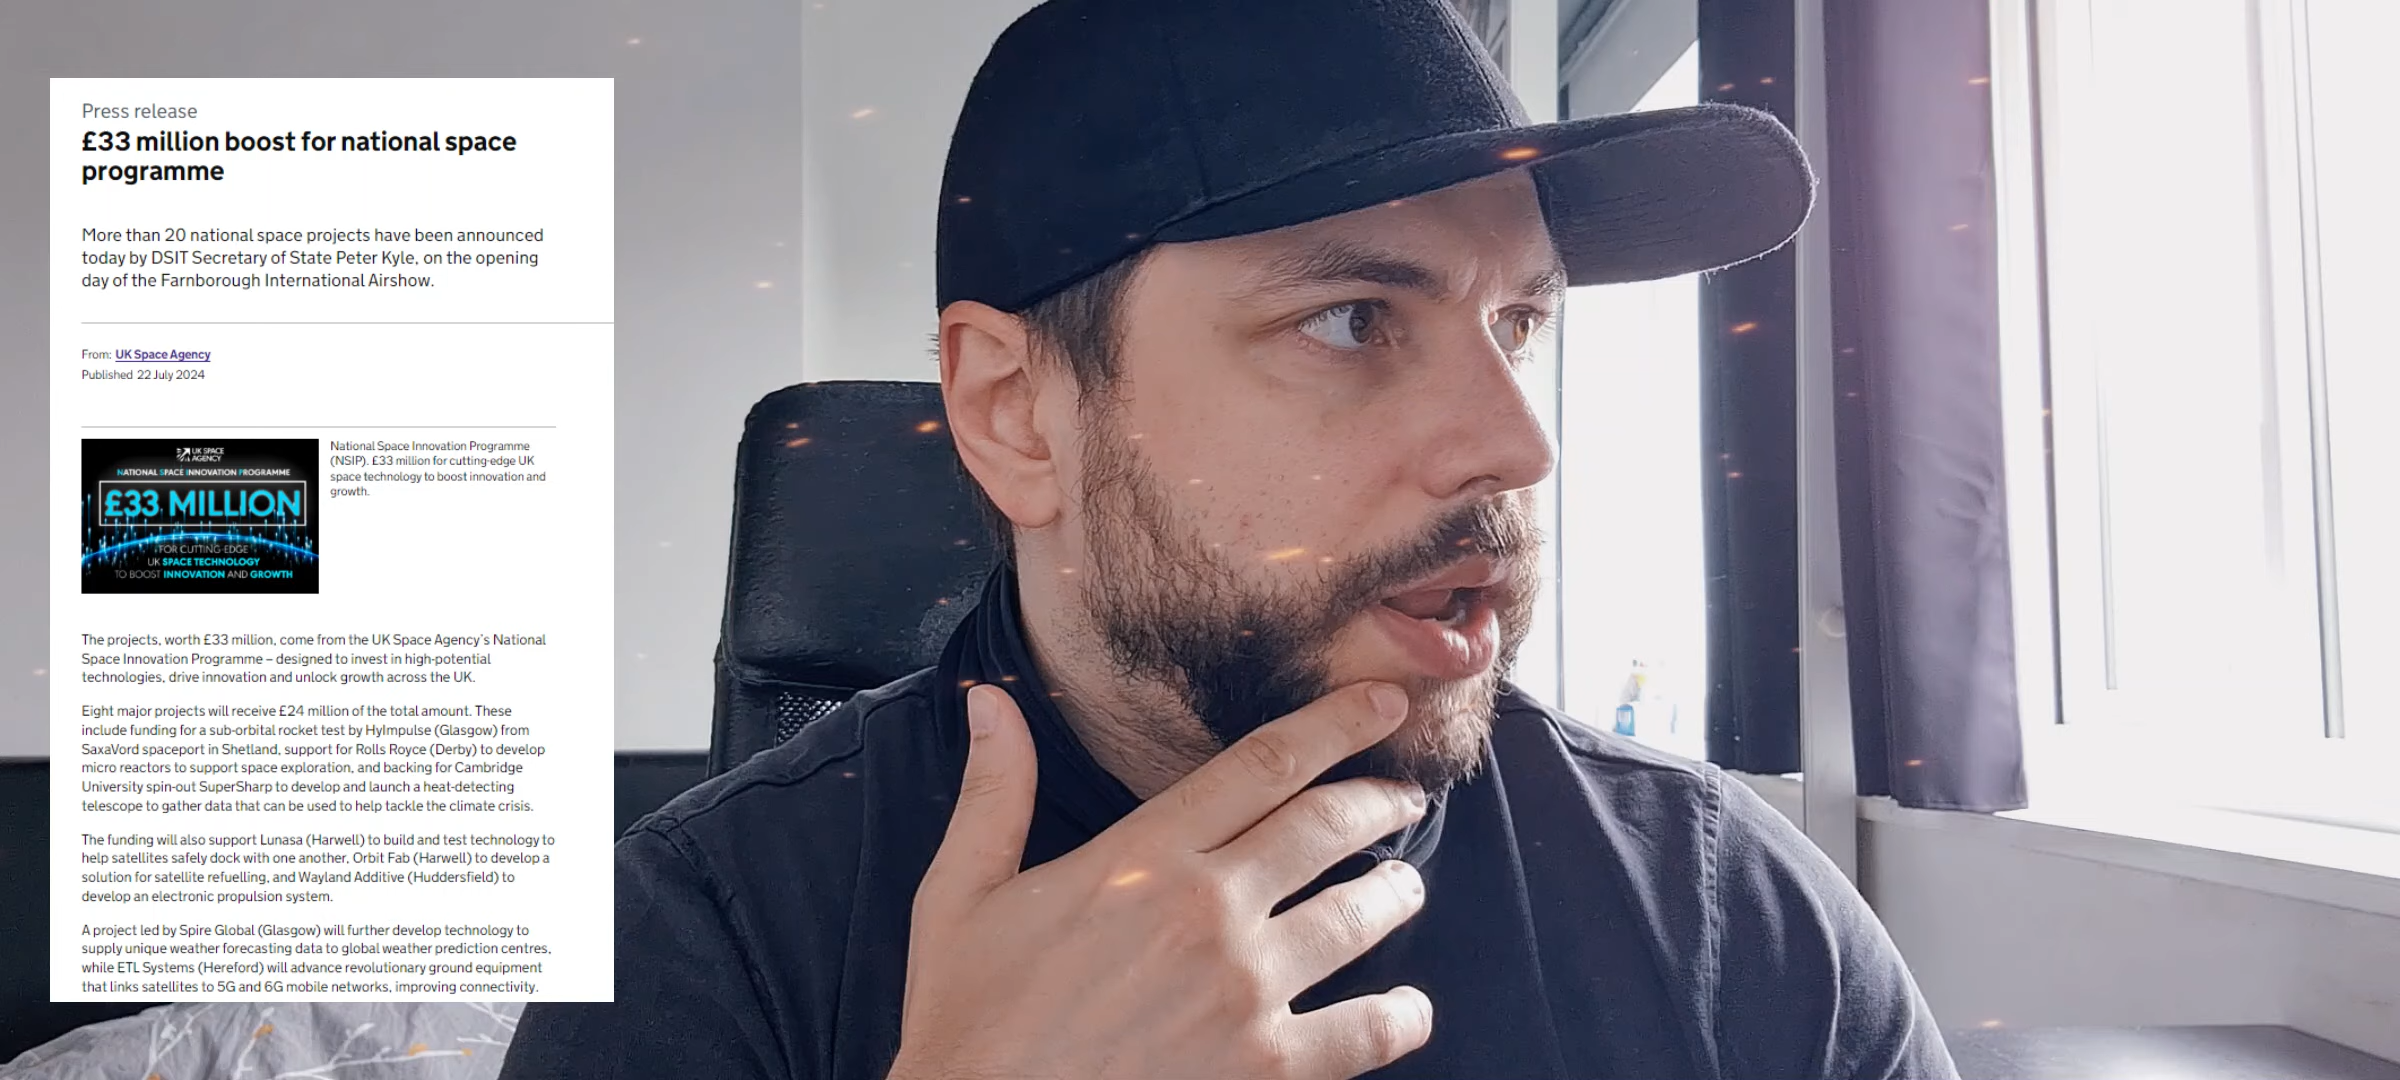 Press release
£33 million boost for national space
programme
More than 20 national space projects have been announced
today by DSIT Secretary of State Peter Kyle, on the opening
day of the Farnborough International Airshow.
From: UK Space Agency
Published 22 July 2024
UK SPACE
AGENCY
NATIONAL SPACE INNOVATION PROGRAMME
£33 MILLION
FOR CUTTING-EDGE
UK SPACE TECHNOLOGY
TO BOOST INNOVATION AND GROWTH
National Space Innovation Programme
(NSIP). £33 million for cutting-edge UK
space technology to boost innovation and
growth.
The projects, worth £33 million, come from the UK Space Agency's National
Space Innovation Programme – designed to invest in high-potential
technologies, drive innovation and unlock growth across the UK.
Eight major projects will receive £24 million of the total amount. These
include funding for a sub-orbital rocket test by HyImpulse (Glasgow) from
SaxaVord spaceport in Shetland, support for Rolls Royce (Derby) to develop
micro reactors to support space exploration, and backing for Cambridge
University spin-out SuperSharp to develop and launch a heat-detecting
telescope to gather data that can be used to help tackle the climate crisis.
The funding will also support Lunasa (Harwell) to build and test technology to
help satellites safely dock with one another, Orbit Fab (Harwell) to develop a
solution for satellite refuelling, and Wayland Additive (Huddersfield) to
develop an electronic propulsion system.
A project led by Spire Global (Glasgow) will further develop technology to
supply unique weather forecasting data to global weather prediction centres,
while ETL Systems (Hereford) will advance revolutionary ground equipment
that links satellites to 5G and 6G mobile networks, improving connectivity.